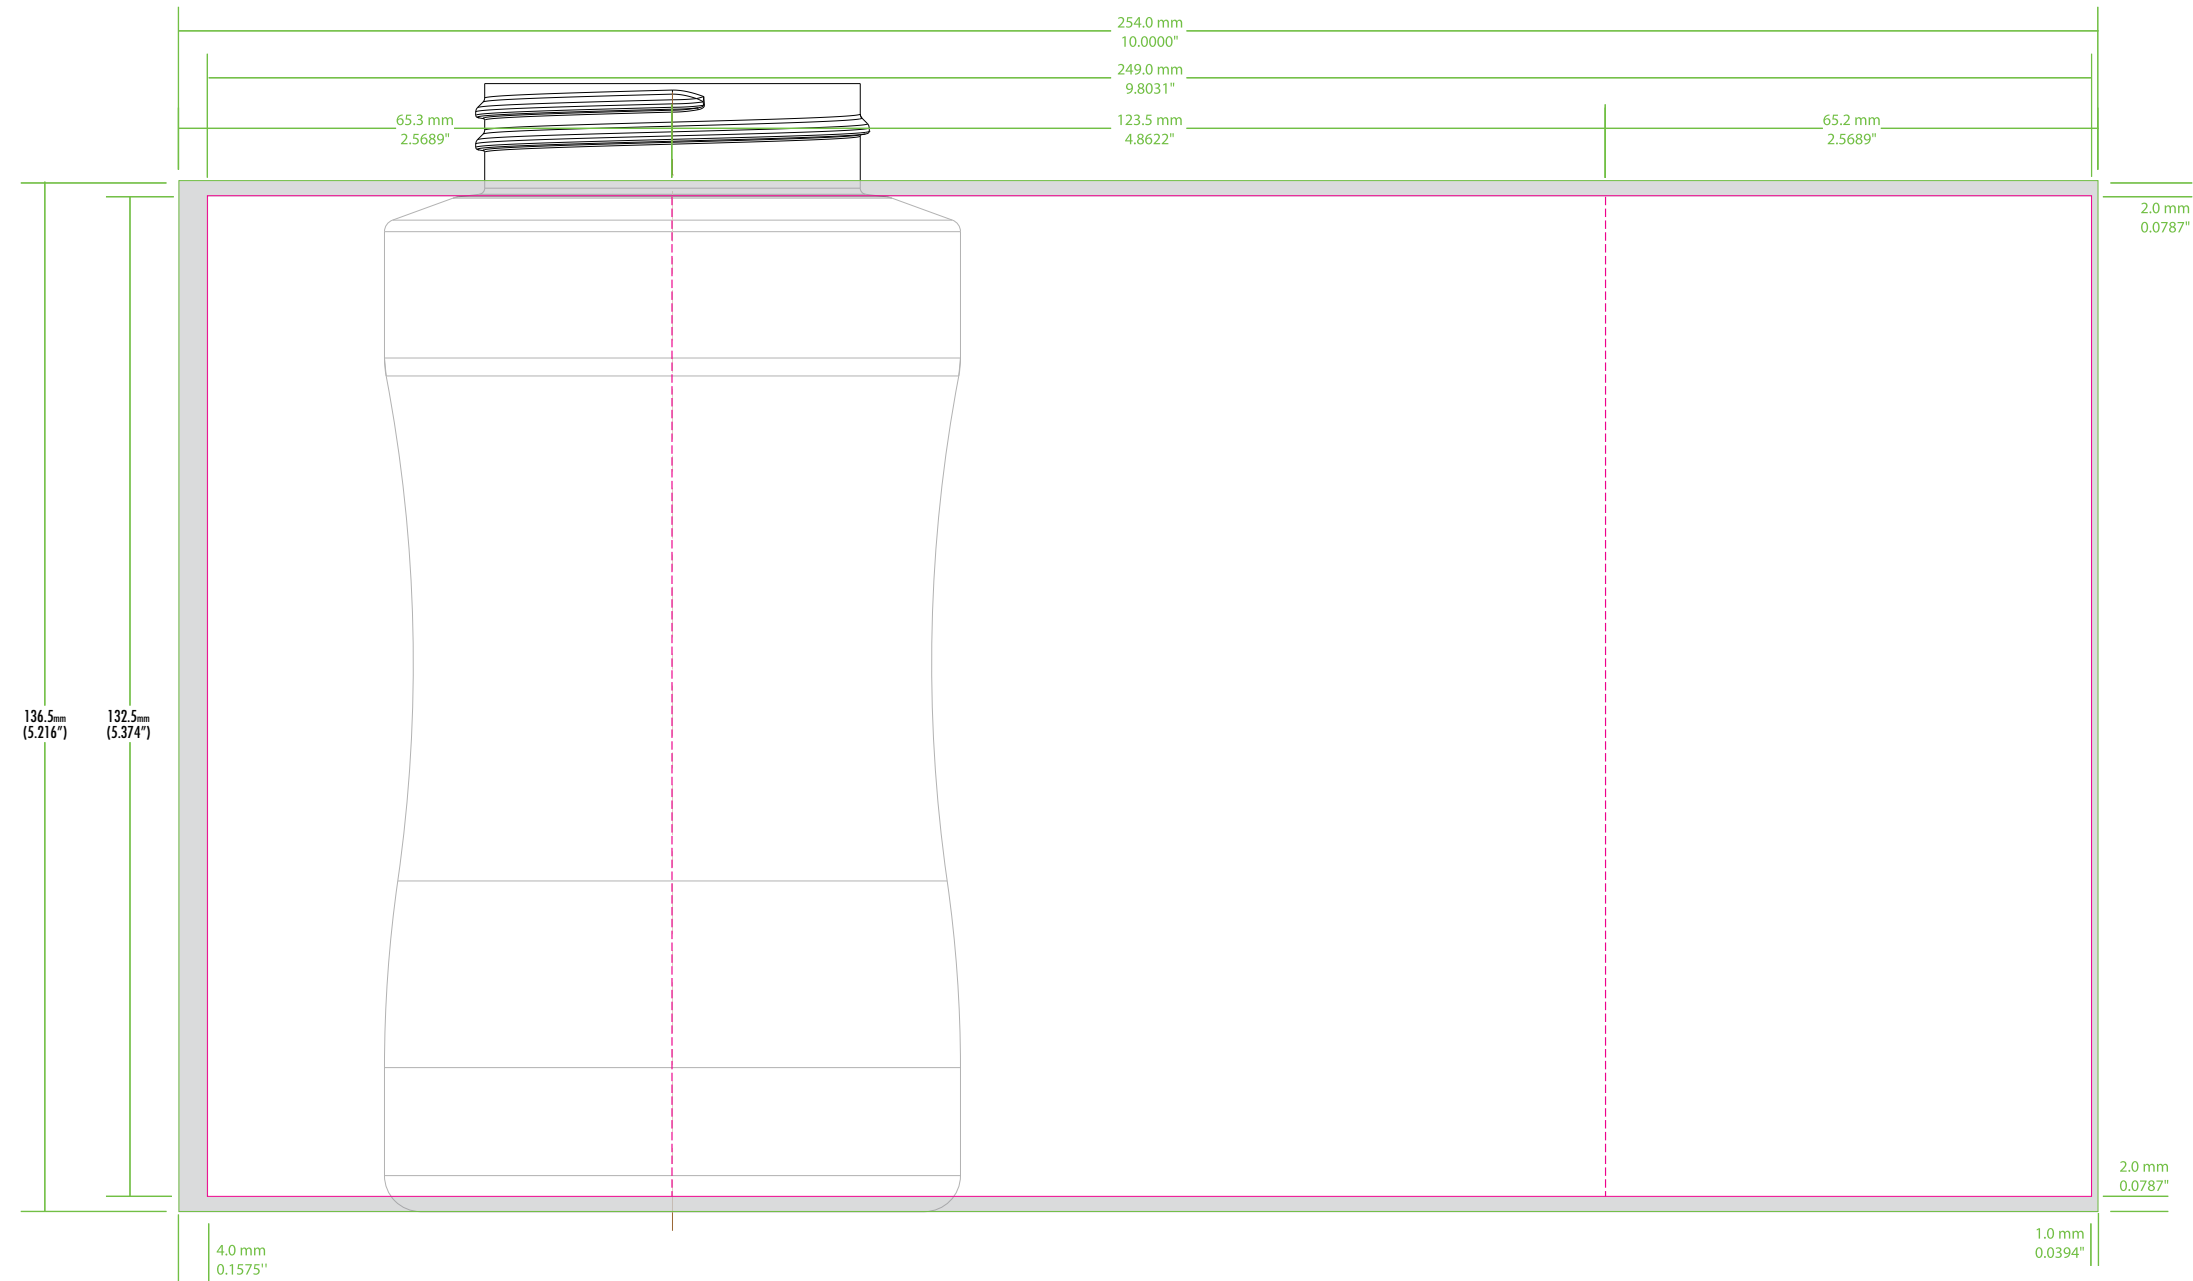 254.0 mm
10.0000"
249.0 mm
9.8031"
65.3 mm
2.5689"
123.5 mm
4.8622"
65.2 mm
2.5689"
2.0 mm
0.0787"
136.5mm
(5.216")
132.5mm
(5.374")
2.0 mm
0.0787"
4.0 mm
0.1575''
1.0 mm
0.0394"